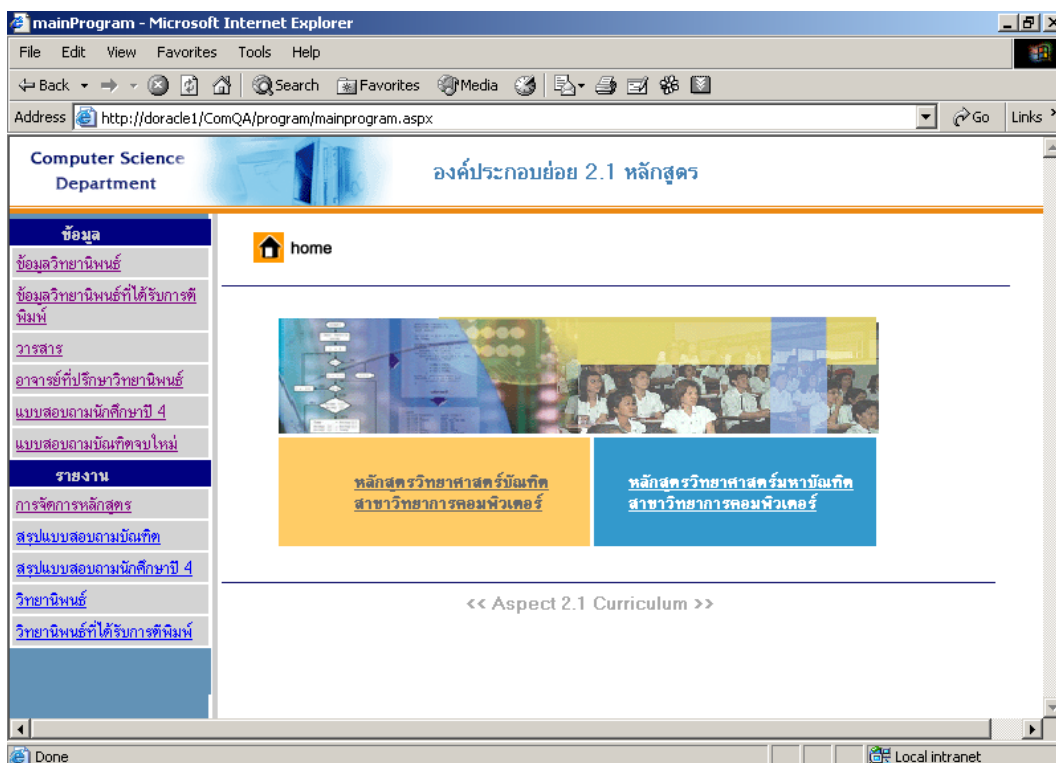 mainProgram - Microsoft Internet Explorer
File Edit View Favorites Tools Help
Back Search Favorites Media
Address http://doracle1/ComQA/program/mainprogram.aspx Go Links
Computer Science
Department
องค์ประกอบย่อย 2.1 หลักสูตร
ข้อมูล
ข้อมูลวิทยานิพนธ์
ข้อมูลวิทยานิพนธ์ที่ได้รับการตี
พิมพ์
วารสาร
อาจารย์ที่ปรึกษาวิทยานิพนธ์
แบบสอบถามนักศึกษาปี 4
แบบสอบถามบัณฑิตจบใหม่
รายงาน
การจัดการหลักสูตร
สรุปแบบสอบถามบัณฑิต
สรุปแบบสอบถามนักศึกษาปี 4
วิทยานิพนธ์
วิทยานิพนธ์ที่ได้รับการตีพิมพ์
home
หลักสูตรวิทยาศาสตร์บัณฑิต
สาขาวิทยาการคอมพิวเตอร์
หลักสูตรวิทยาศาสตร์มหาบัณฑิต
สาขาวิทยาการคอมพิวเตอร์
<< Aspect 2.1 Curriculum >>
Done
Local intranet